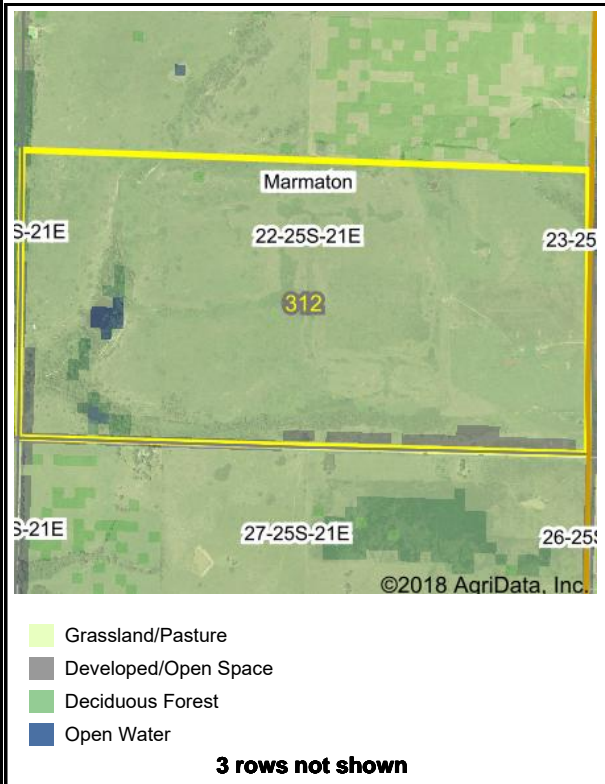 Marmaton
S-21E
22-25S-21E
23-25
312
S-21E
27-25S-21E
26-25S
©2018 AgriData, Inc.
Grassland/Pasture
Developed/Open Space
Deciduous Forest
Open Water
3 rows not shown